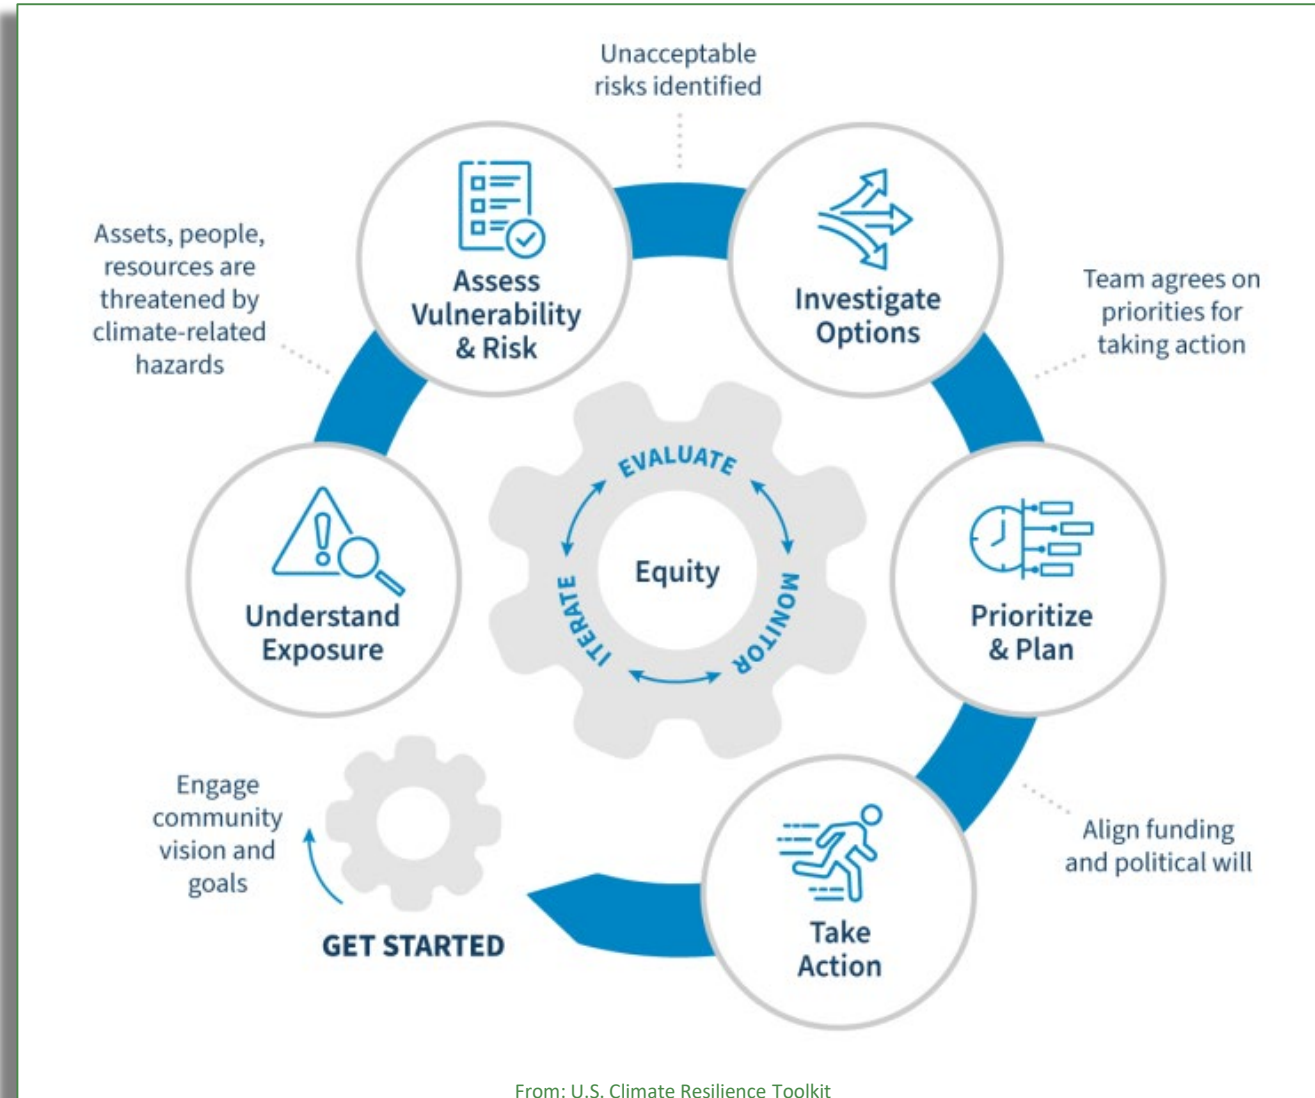 Unacceptable
risks identified
Assess
Vulnerability
& Risk
Investigate
Options
Assets, people,
resources are
threatened by
climate-related
hazards
Team agrees on
priorities for
taking action
EVALUATE
MONITOR
ITERATE
Equity
Understand
Exposure
Prioritize
& Plan
Engage
community
vision and
goals
GET STARTED
Align funding
and political will
Take
Action
From: U.S. Climate Resilience Toolkit